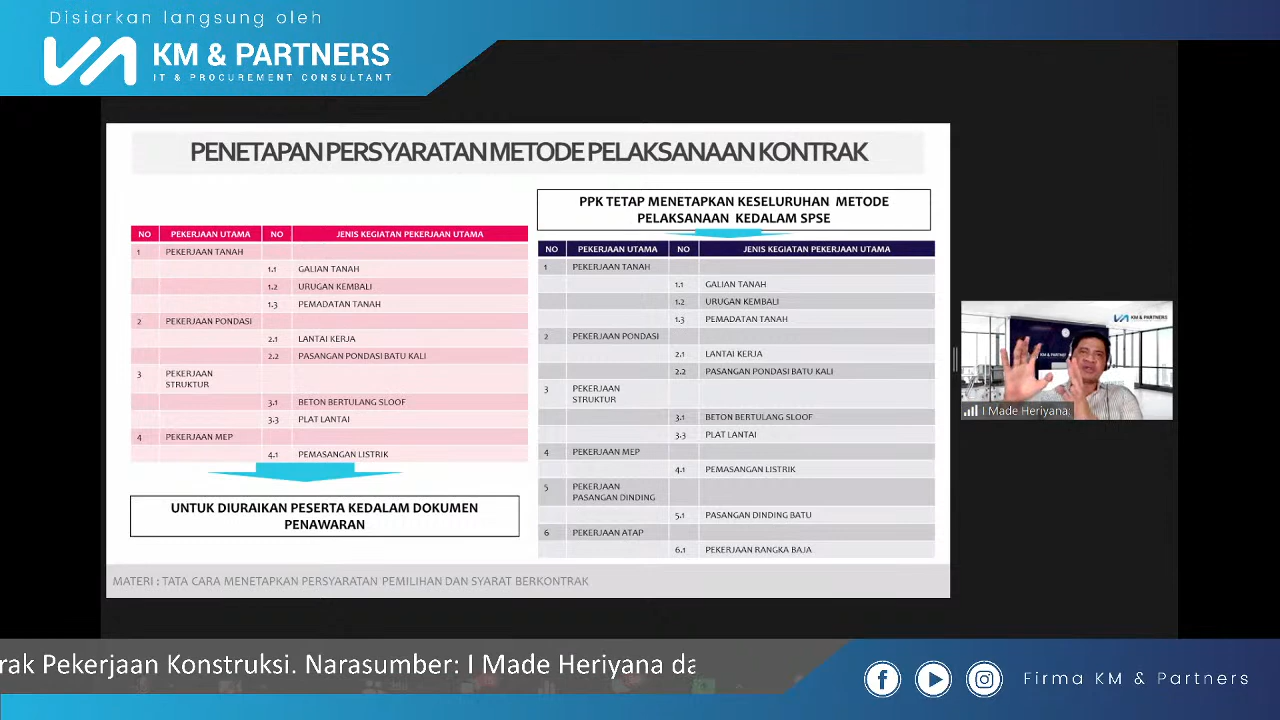 Disiarkan langsung oleh
KM & PARTNERS
IT & PROCUREMENT CONSULTANT
PENETAPAN PERSYARATAN METODE PELAKSANAAN KONTRAK
NO PEKERJAAN UTAMA NO JENIS KEGIATAN PEKERJAAN UTAMA
1 PEKERJAAN TANAH
1.1 GALIAN TANAH
1.2 URUGAN KEMBALI
1.3 PEMADATAN TANAH
2 PEKERJAAN PONDASI
2.1 LANTAI KERJA
2.2 PASANGAN PONDASI BATU KALI
3 PEKERJAAN
STRUKTUR
3.1 BETON BERTULANG SLOOF
3.3 PLAT LANTAI
4 PEKERJAAN MEP
4.1 PEMASANGAN LISTRIK
UNTUK DIURAIKAN PESERTA KEDALAM DOKUMEN
PENAWARAN
PPK TETAP MENETAPKAN KESELURUHAN METODE
PELAKSANAAN KEDALAM SPSE
NO PEKERJAAN UTAMA NO JENIS KEGIATAN PEKERJAAN UTAMA
1 PEKERJAAN TANAH
1.1 GALIAN TANAH
1.2 URUGAN KEMBALI
1.3 PEMADATAN TANAH
2 PEKERJAAN PONDASI
2.1 LANTAI KERJA
2.2 PASANGAN PONDASI BATU KALI
3 PEKERJAAN
STRUKTUR
3.1 BETON BERTULANG SLOOF
3.3 PLAT LANTAI
4 PEKERJAAN MEP
4.1 PEMASANGAN LISTRIK
5 PEKERJAAN
PASANGAN DINDING
5.1 PASANGAN DINDING BATU
6 PEKERJAAN ATAP
6.1 PEKERJAAN RANGKA BAJA
MATERI : TATA CARA MENETAPKAN PERSYARATAN PEMILIHAN DAN SYARAT BERKONTRAK
KM & PARTNERS
KM & PARTNER
I Made Heriyana
rak Pekerjaan Konstruksi. Narasumber: I Made Heriyana da
Firma KM & Partners